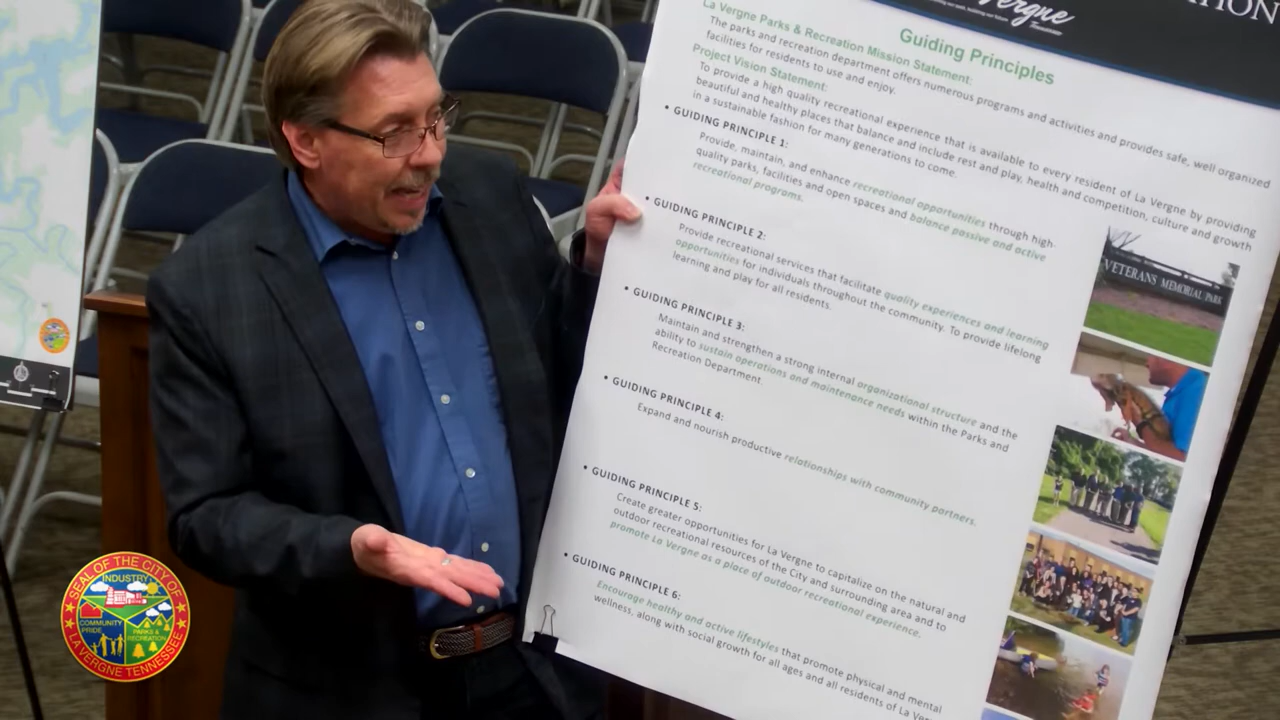 ATION
Vergne
Guiding Principles
La Vergne Parks & Recreation Mission Statement:
The parks and recreation department offers numerous programs and activities and provides safe, well organized
facilities for residents to use and enjoy.
Project Vision Statement:
To provide a high quality recreational experience that is available to every resident of La Vergne by providing
beautiful and healthy places that balance and include rest and play, health and competition, culture and growth
in a sustainable fashion for many generations to come.
• GUIDING PRINCIPLE 1:
Provide, maintain, and enhance recreational opportunities through high-
quality parks, facilities and open spaces and balance passive and active
recreational programs.
• GUIDING PRINCIPLE 2:
Provide recreational services that facilitate quality experiences and learning
opportunities for individuals throughout the community. To provide lifelong
learning and play for all residents.
• GUIDING PRINCIPLE 3:
Maintain and strengthen a strong internal organizational structure and the
ability to sustain operations and maintenance needs within the Parks and
Recreation Department.
• GUIDING PRINCIPLE 4:
Expand and nourish productive relationships with community partners.
• GUIDING PRINCIPLE 5:
Create greater opportunities for La Vergne to capitalize on the natural and
outdoor recreational resources of the City and surrounding area and to
promote La Vergne as a place of outdoor recreational experience.
• GUIDING PRINCIPLE 6:
Encourage healthy and active lifestyles that promote physical and mental
wellness, along with social growth for all ages and all residents of La Ver
VETERANS MEMORIAL PARK
SEAL OF THE CITY OF
LA VERGNE TENNESSEE
INDUSTRY
COMMUNITY
PRIDE
PARKS &
RECREATION